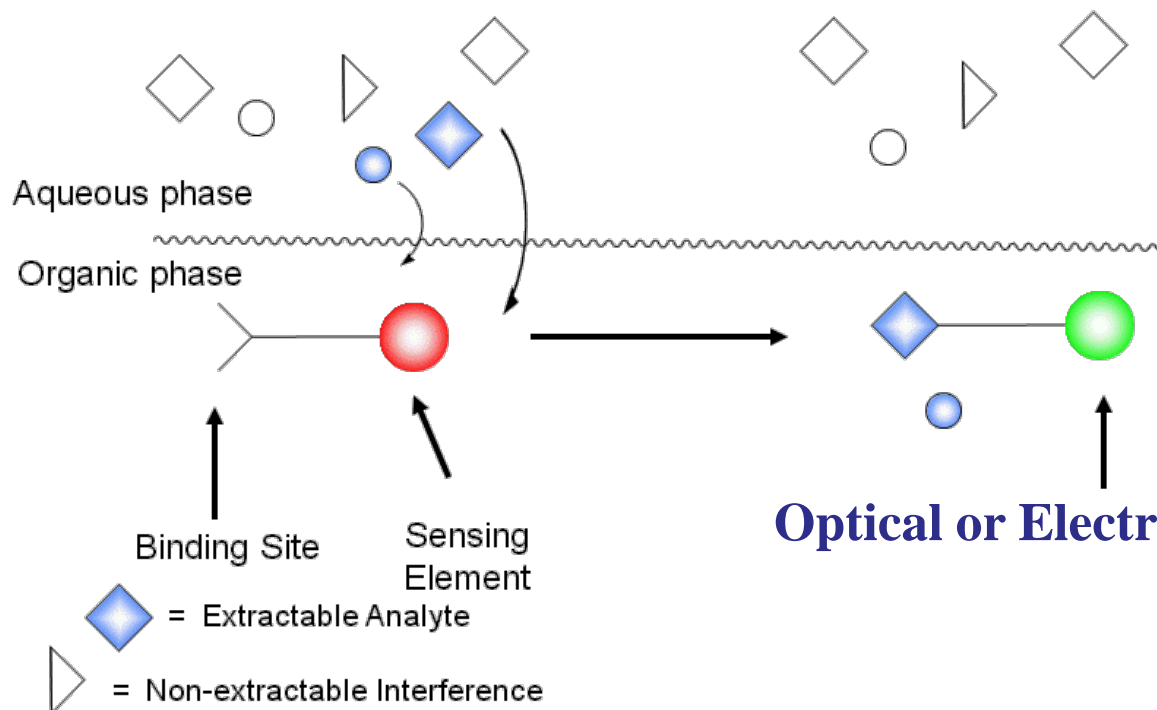 Aqueous phase
Organic phase
Binding Site
Sensing
Element
Optical or Electr
= Extractable Analyte
= Non-extractable Interference